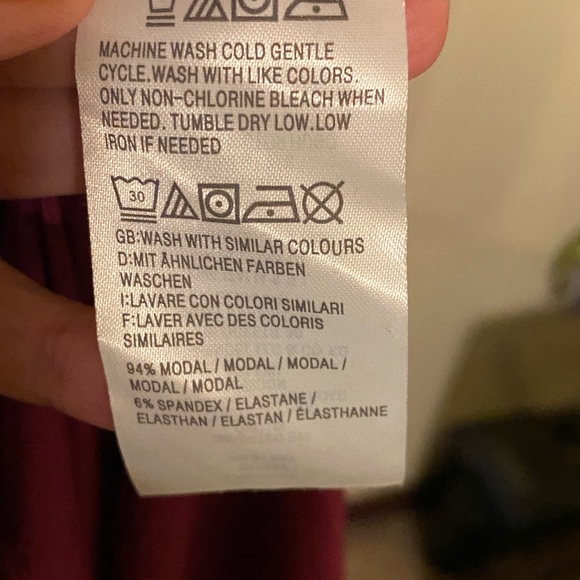 MACHINE WASH COLD GENTLE
CYCLE.WASH WITH LIKE COLORS.
ONLY NON-CHLORINE BLEACH WHEN
NEEDED. TUMBLE DRY LOW.LOW
IRON IF NEEDED
30
GB:WASH WITH SIMILAR COLOURS
D:MIT ÄHNLICHEN FARBEN
WASCHEN
I:LAVARE CON COLORI SIMILARI
F:LAVER AVEC DES COLORIS
SIMILAIRES
94% MODAL / MODAL / MODAL /
MODAL / MODAL
6% SPANDEX / ELASTANE /
ELASTHAN / ELASTAN / ÉLASTHANNE